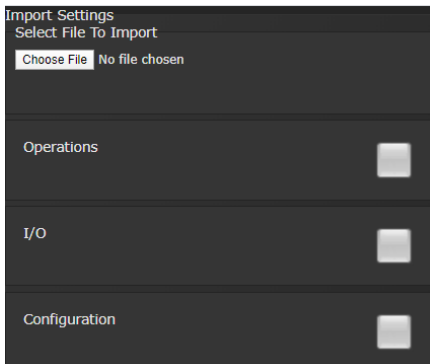 Import Settings
Select File To Import
Choose File No file chosen
Operations
I/O
Configuration